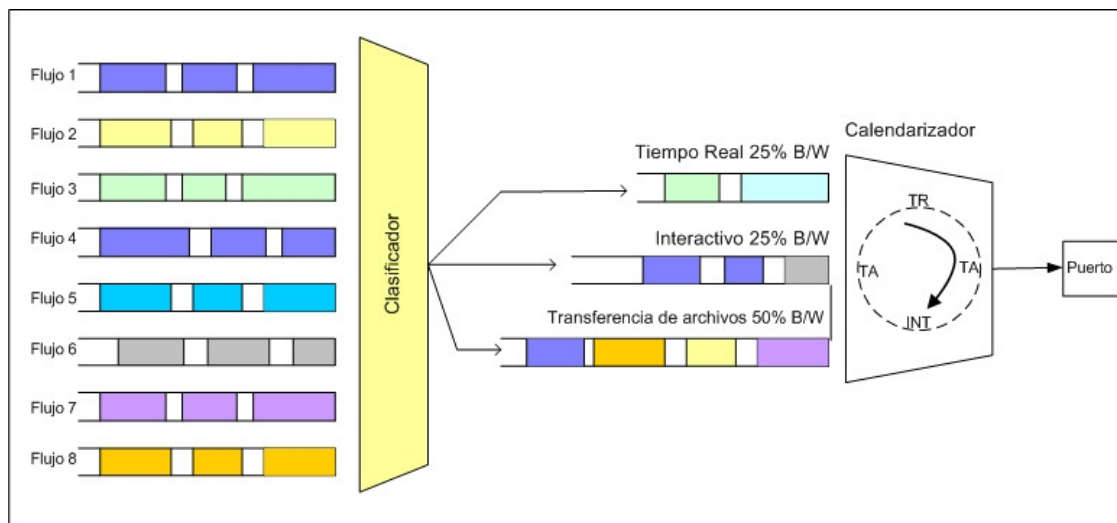 Flujo 1
Flujo 2
Flujo 3
Flujo 4
Flujo 5
Flujo 6
Flujo 7
Flujo 8
Clasificador
Tiempo Real 25% B/W
Interactivo 25% B/W
Transferencia de archivos 50% B/W
Calendarizador
TR
TA
TA
INT
Puerto